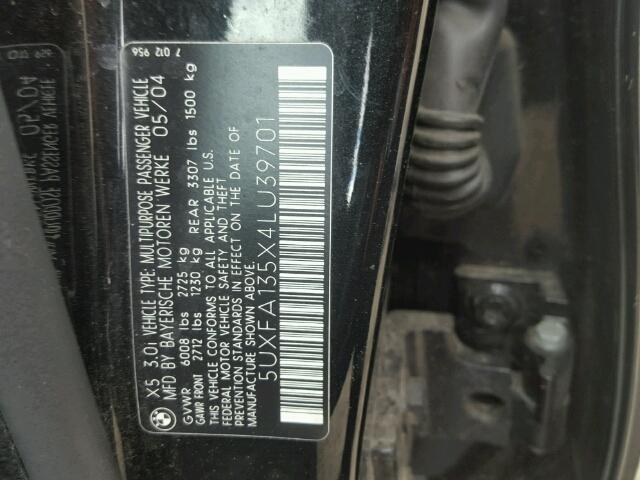 X5 3.0i VEHICLE TYPE: MULTIPURPOSE PASSENGER VEHICLE
MFD BY BAYERISCHE MOTOREN WERKE 05/04
GVWR 6008 lbs 2725 kg
GAWR FRONT 2712 lbs 1230 kg REAR 3307 lbs 1500 kg
THIS VEHICLE CONFORMS TO ALL APPLICABLE U.S.
FEDERAL MOTOR VEHICLE SAFETY AND THEFT
PREVENTION STANDARDS IN EFFECT ON THE DATE OF
MANUFACTURE SHOWN ABOVE.
5UXFA135X4LU39701
7 012 956